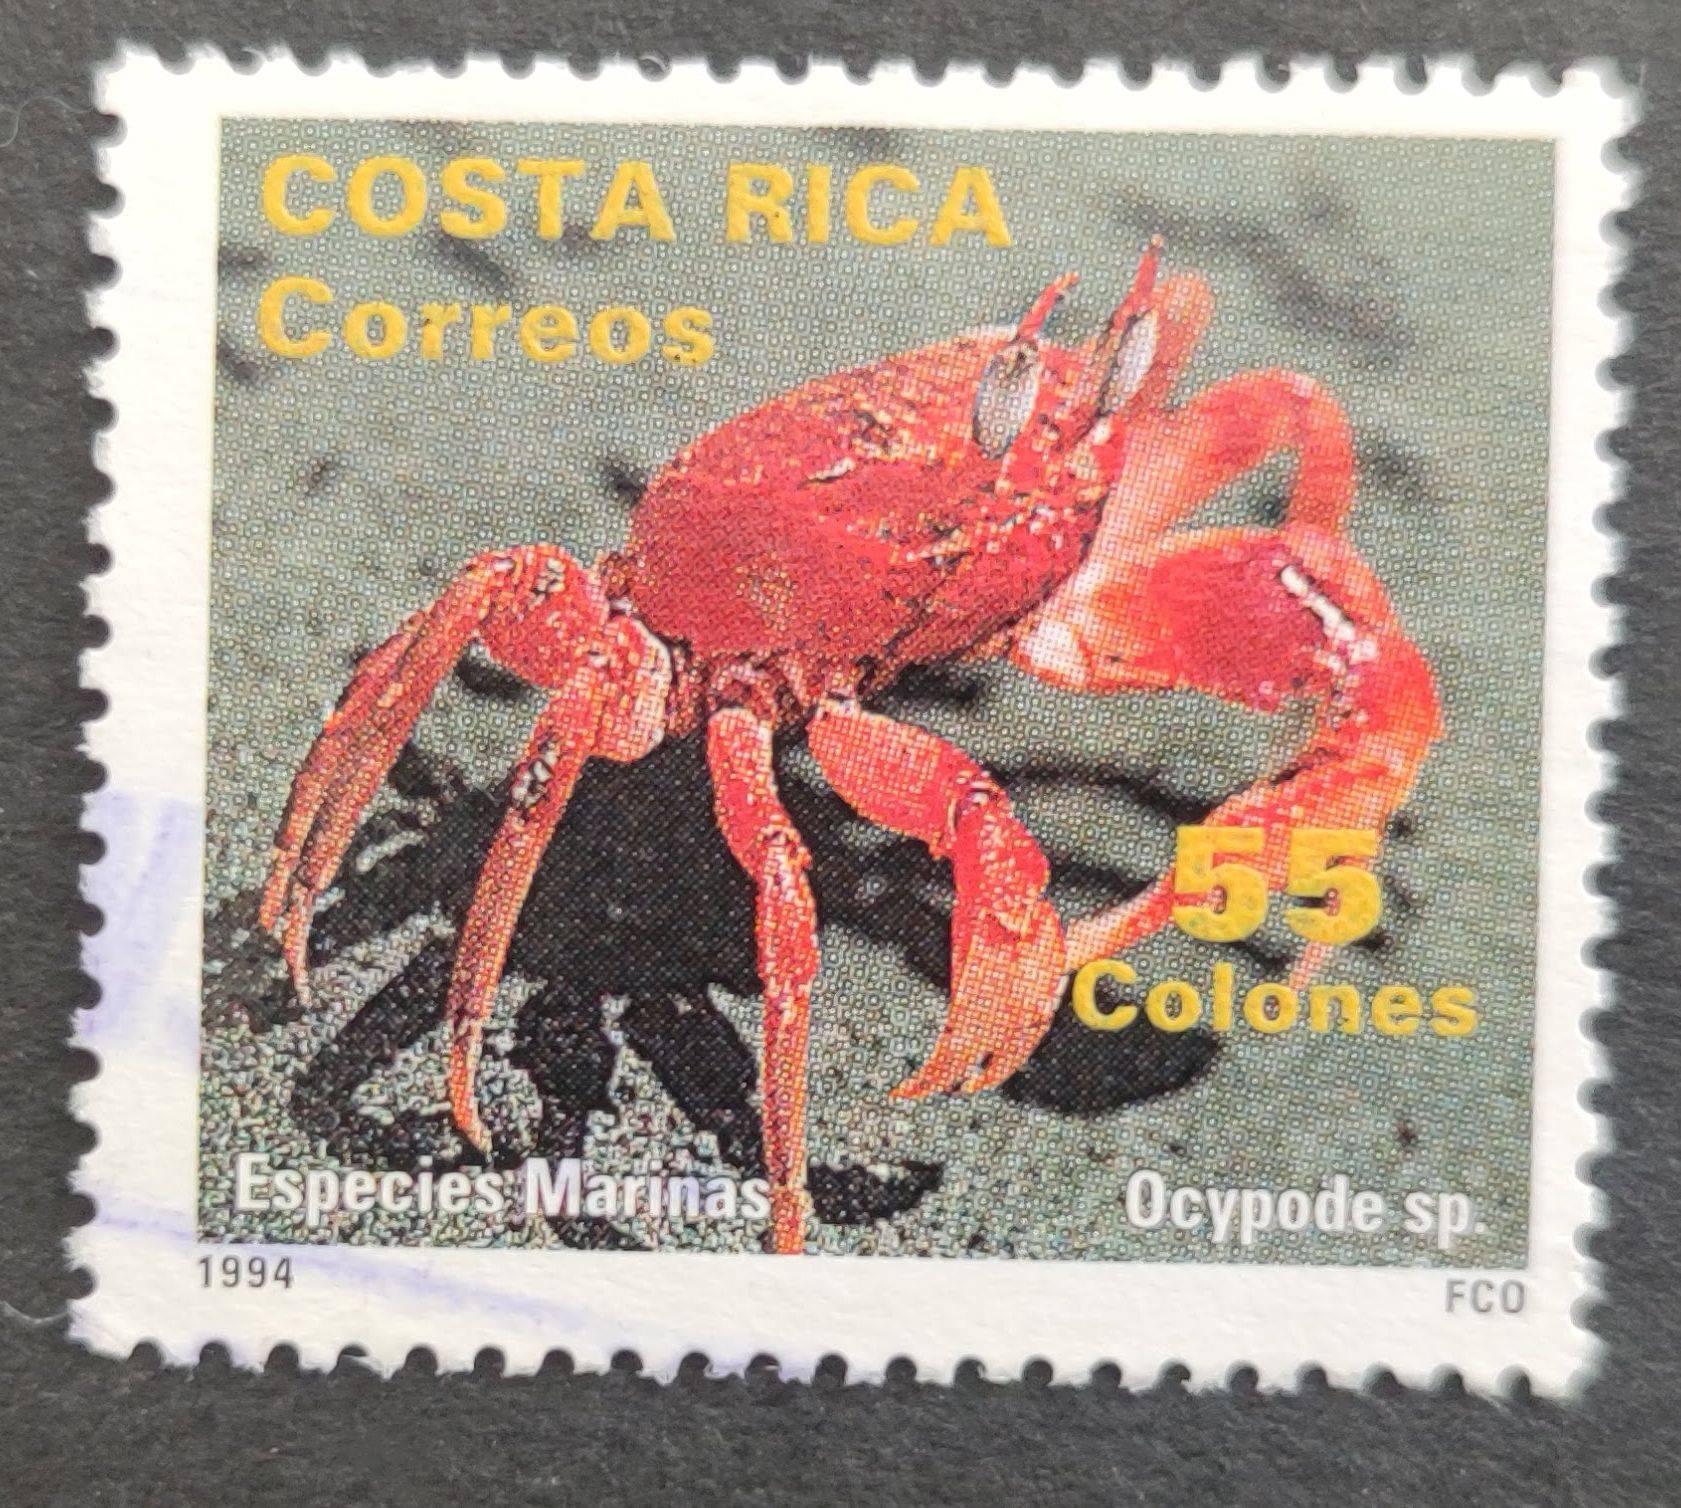 COSTA RICA
Correos
55
Colones
Especies Marinas
Ocypode sp.
1994
FCO